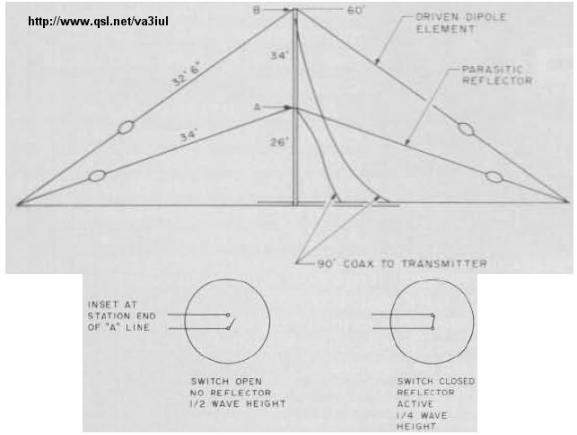 http://www.qsl.net/va3iul
B
60'
DRIVEN DIPOLE
ELEMENT
34'
PARASITIC
REFLECTOR
32' 6"
A
34'
26'
90' COAX TO TRANSMITTER
INSET AT
STATION END
OF "A" LINE
SWITCH OPEN
NO REFLECTOR
1/2 WAVE HEIGHT
SWITCH CLOSED
REFLECTOR
ACTIVE
1/4 WAVE
HEIGHT